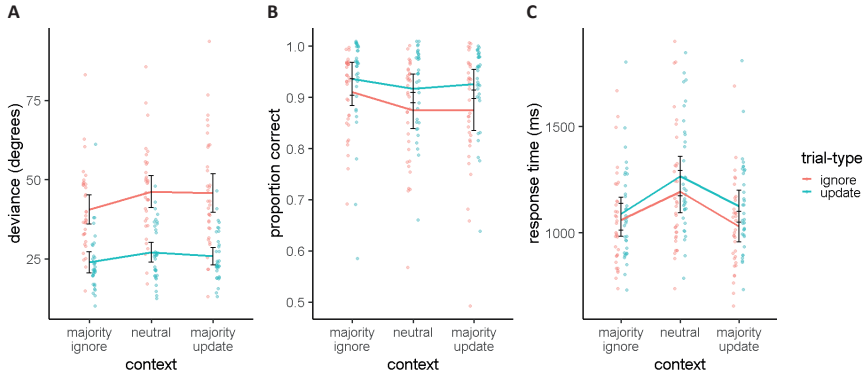 A
deviance (degrees)
75
50
25
majority ignore
neutral
majority update
context
B
proportion correct
1.0
0.9
0.8
0.7
0.6
0.5
majority ignore
neutral
majority update
context
C
response time (ms)
1500
1000
majority ignore
neutral
majority update
context
trial-type
ignore
update